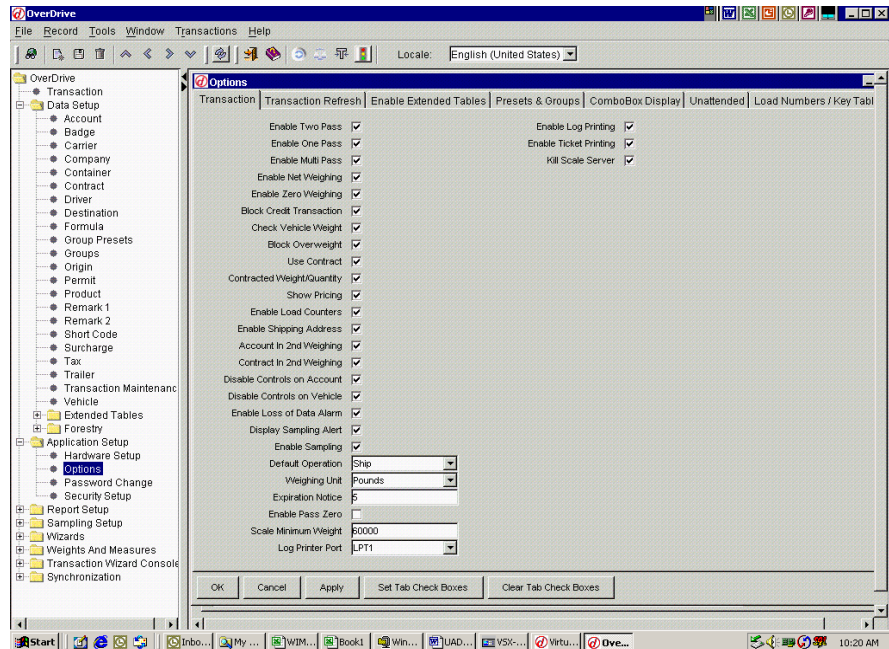 OverDrive
File Record Tools Window Transactions Help
Locale: English (United States)
OverDrive
Transaction
Data Setup
Account
Badge
Carrier
Company
Container
Contract
Driver
Destination
Formula
Group Presets
Groups
Origin
Permit
Product
Remark 1
Remark 2
Short Code
Surcharge
Tax
Trailer
Transaction Maintenanc
Vehicle
Extended Tables
Forestry
Application Setup
Hardware Setup
Options
Password Change
Security Setup
Report Setup
Sampling Setup
Wizards
Weights And Measures
Transaction Wizard Console
Synchronization
Options
Transaction Transaction Refresh Enable Extended Tables Presets & Groups ComboBox Display Unattended Load Numbers / Key Tabl
Enable Two Pass
Enable One Pass
Enable Multi Pass
Enable Net Weighing
Enable Zero Weighing
Block Credit Transaction
Check Vehicle Weight
Block Overweight
Use Contract
Contracted Weight/Quantity
Show Pricing
Enable Load Counters
Enable Shipping Address
Account In 2nd Weighing
Contract In 2nd Weighing
Disable Controls on Account
Disable Controls on Vehicle
Enable Loss of Data Alarm
Display Sampling Alert
Enable Sampling
Default Operation Ship
Weighing Unit Pounds
Expiration Notice 5
Enable Pass Zero
Scale Minimum Weight 60000
Log Printer Port LPT1
Enable Log Printing
Enable Ticket Printing
Kill Scale Server
OK Cancel Apply Set Tab Check Boxes Clear Tab Check Boxes
Start Inbo... My ... WIM... Book1 Win... UAD... VSX-... Virtu... Ove... 10:20 AM